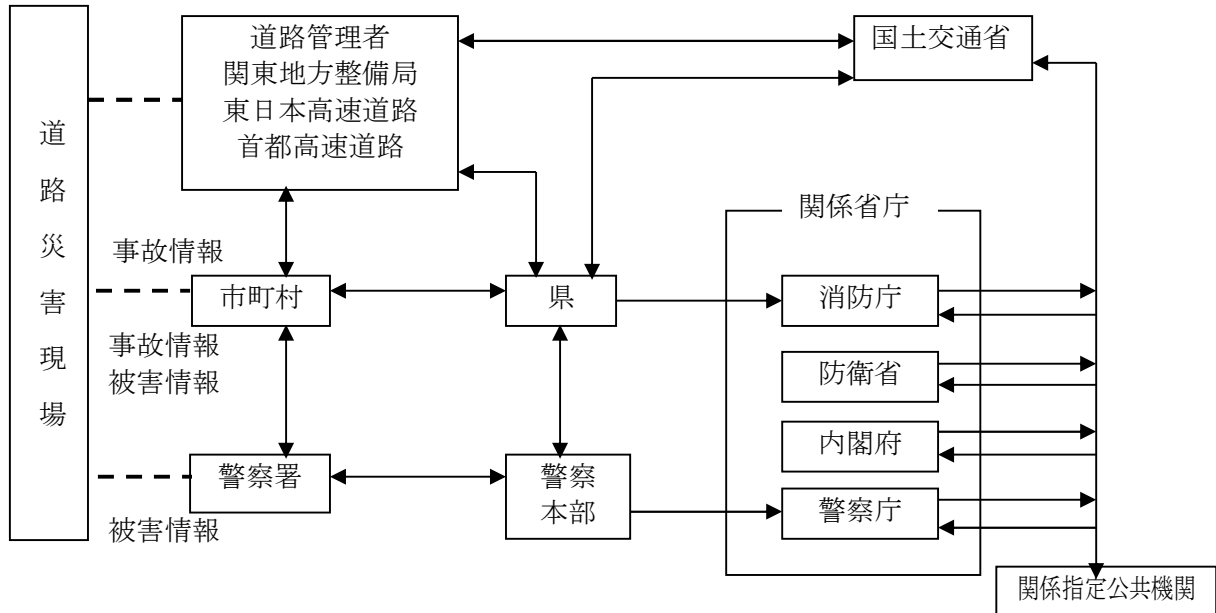 道路災害現場
道路管理者
関東地方整備局
東日本高速道路
首都高速道路
国土交通省
事故情報
市町村
県
関係省庁
消防庁
事故情報
被害情報
防衛省
内閣府
警察署
警察
本部
警察庁
被害情報
関係指定公共機関